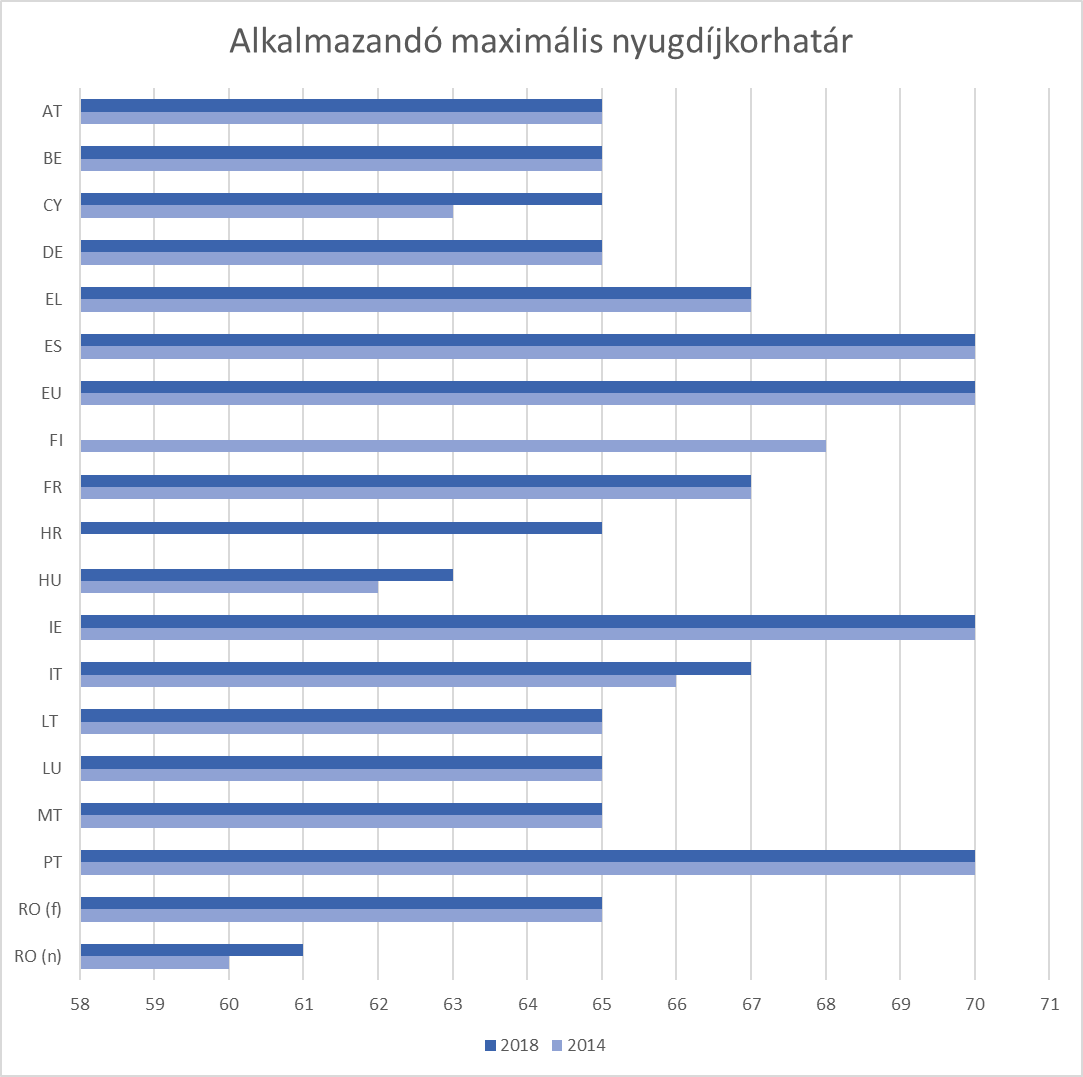 Alkalmazandó maximális nyugdíjkorhatár
AT
BE
CY
DE
EL
ES
EU
FI
FR
HR
HU
IE
IT
LT
LU
MT
PT
RO (f)
RO (n)
58 59 60 61 62 63 64 65 66 67 68 69 70 71
2018 2014